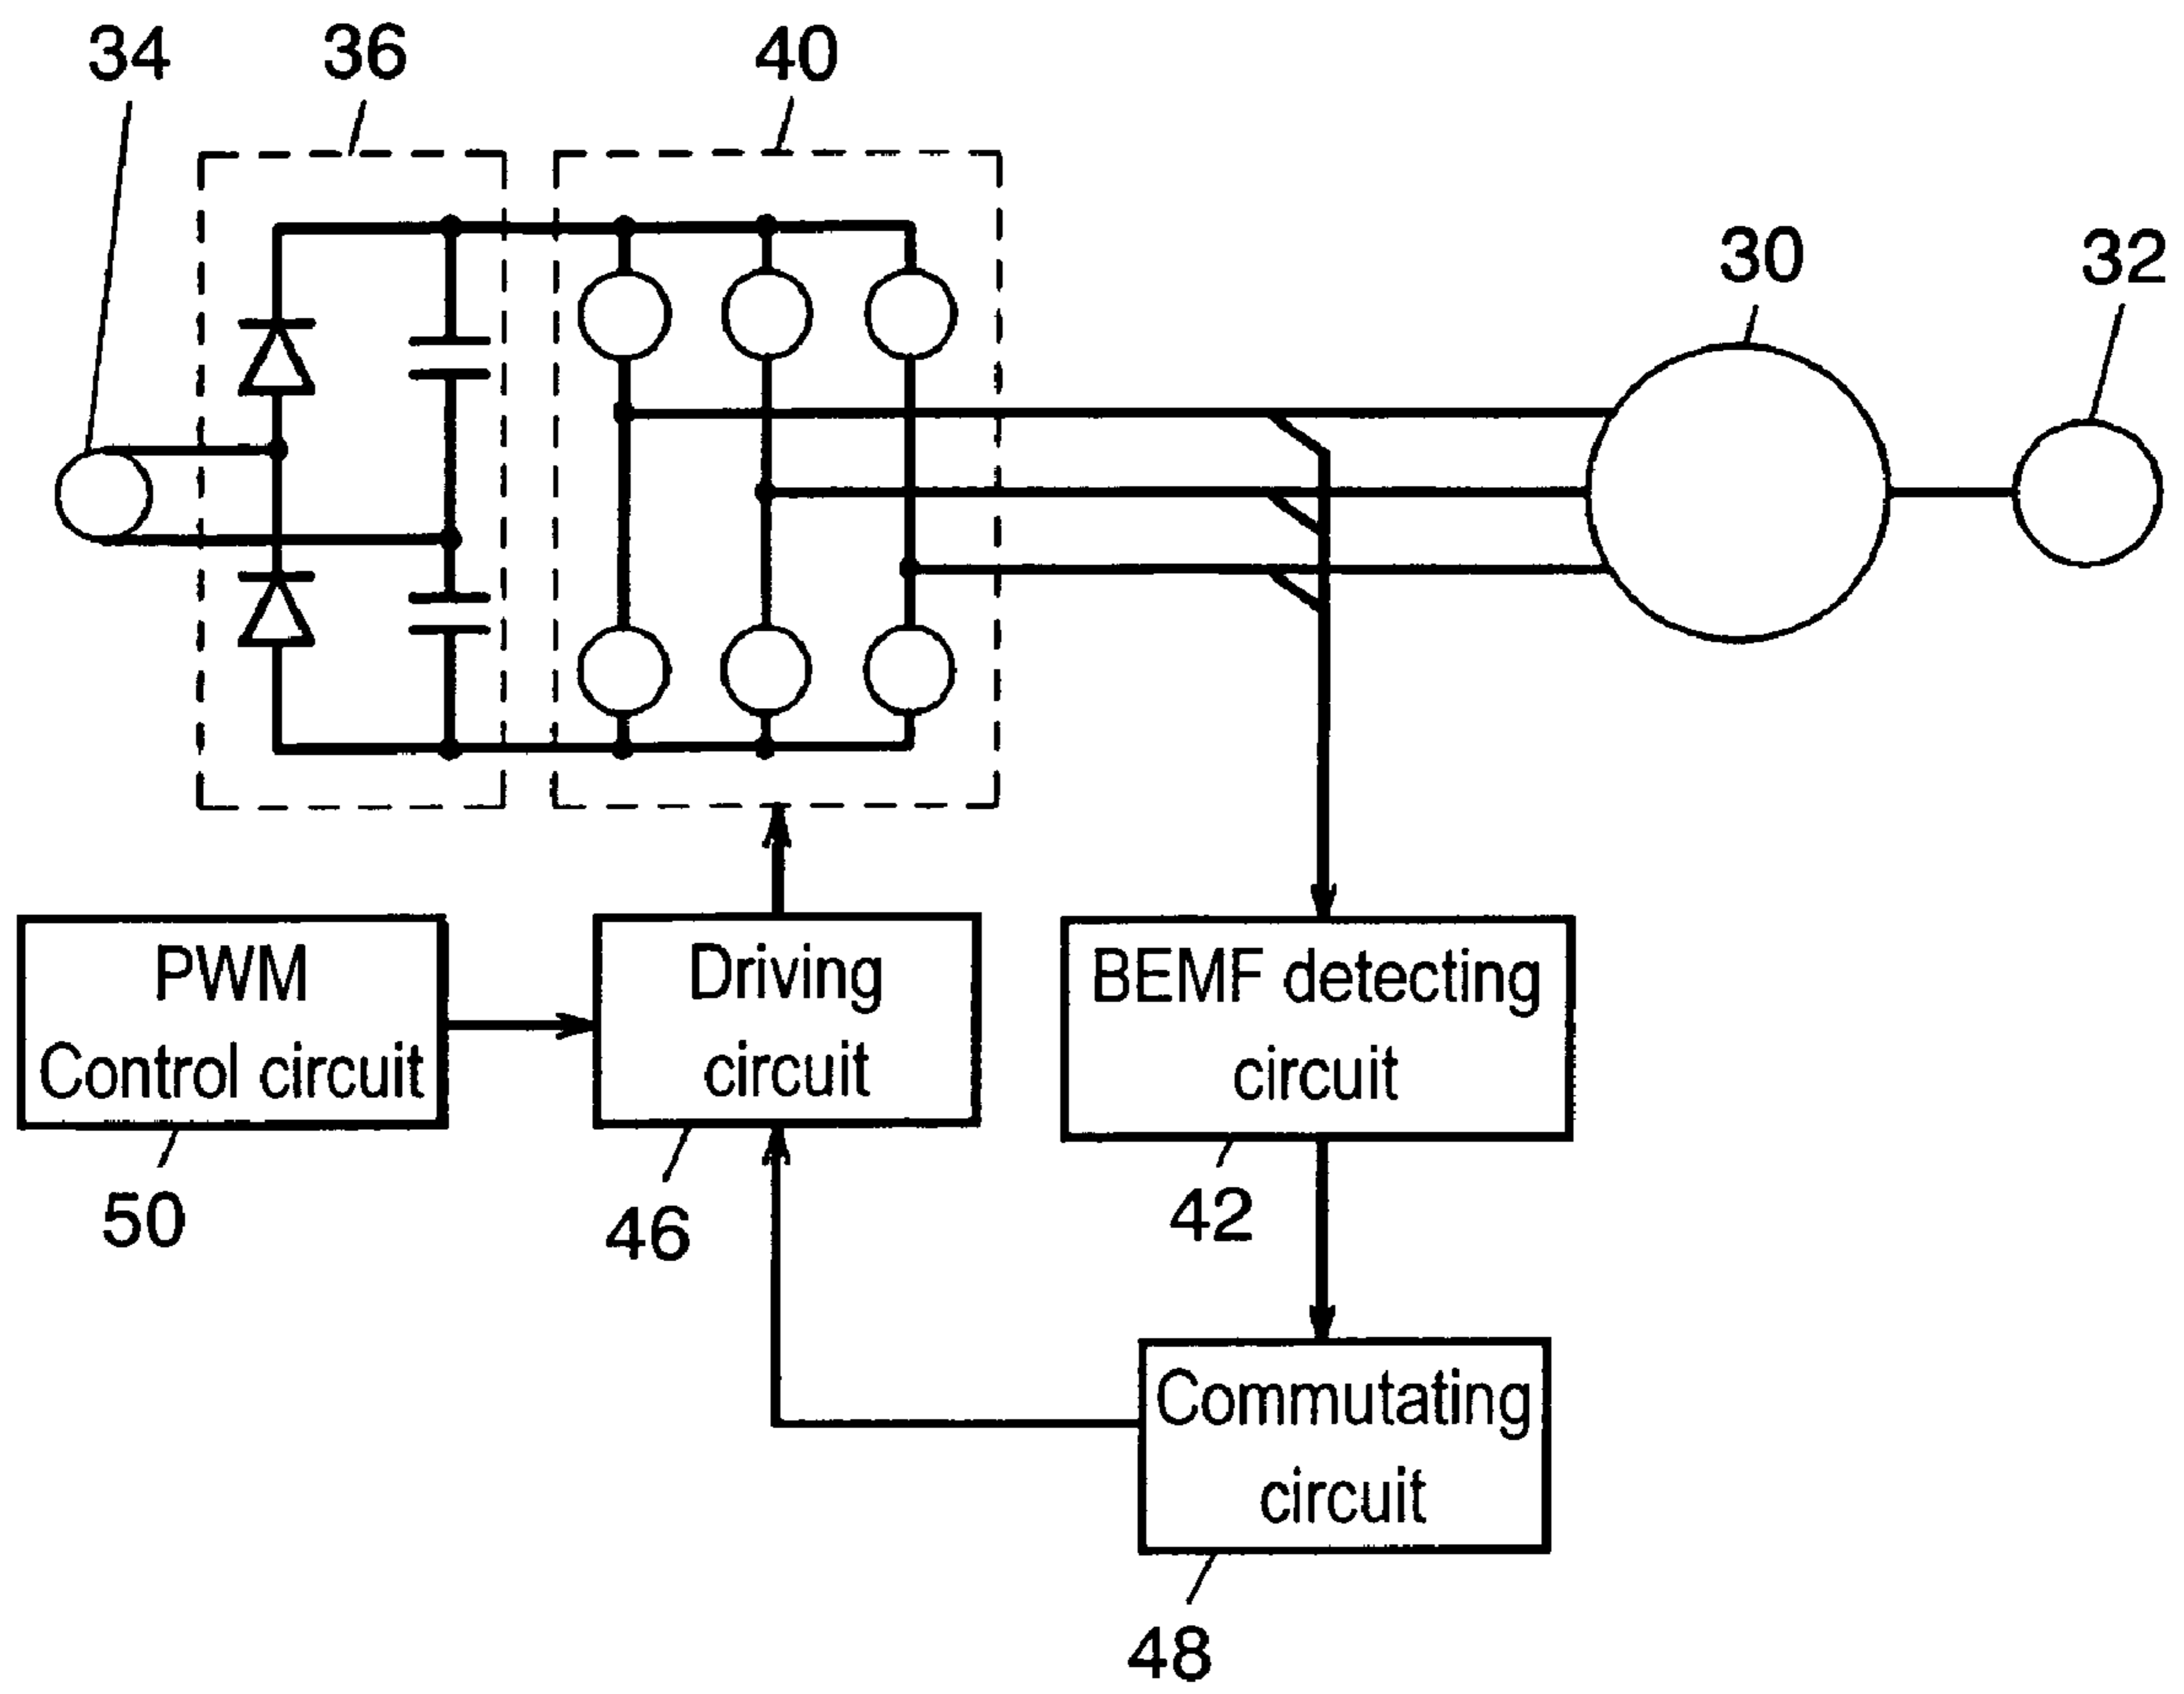 34
36
40
30
32
PWM
Control circuit
Driving
circuit
BEMF detecting
circuit
50
46
42
Commutating
circuit
48